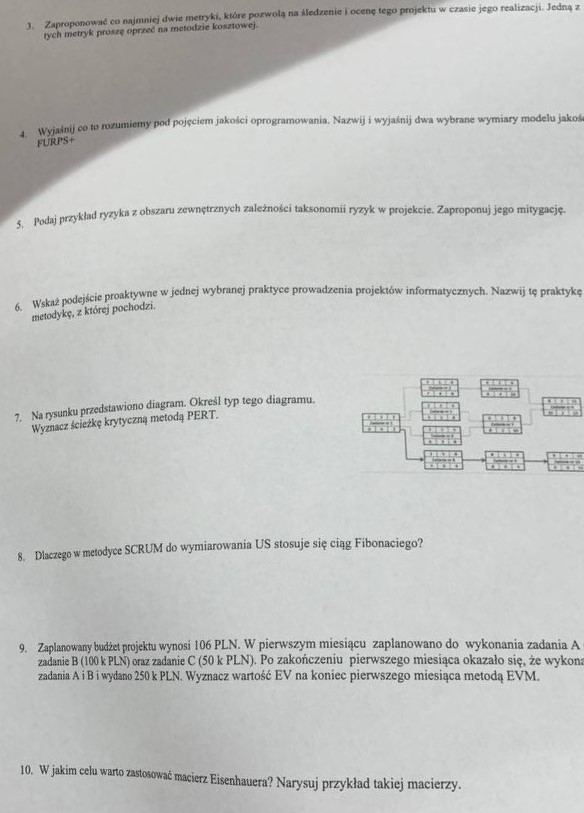 3. Zaproponować co najmniej dwie metryki, które pozwolą na śledzenie i ocenę tego projektu w czasie jego realizacji. Jedną z
tych metryk proszę oprzeć na metodzie kosztowej.
4. Wyjaśnij co to rozumiemy pod pojęciem jakości oprogramowania. Nazwij i wyjaśnij dwa wybrane wymiary modelu jakoś
FURPS+
5. Podaj przykład ryzyka z obszaru zewnętrznych zależności taksonomii ryzyk w projekcie. Zaproponuj jego mitygację.
6. Wskaż podejście proaktywne w jednej wybranej praktyce prowadzenia projektów informatycznych. Nazwij tę praktykę
metodykę, z której pochodzi.
7. Na rysunku przedstawiono diagram. Określ typ tego diagramu.
Wyznacz ścieżkę krytyczną metodą PERT.
8. Dlaczego w metodyce SCRUM do wymiarowania US stosuje się ciąg Fibonaciego?
9. Zaplanowany budżet projektu wynosi 106 PLN. W pierwszym miesiącu zaplanowano do wykonania zadania A
zadanie B (100 k PLN) oraz zadanie C (50 k PLN). Po zakończeniu pierwszego miesiąca okazało się, że wykona
zadania A i B i wydano 250 k PLN. Wyznacz wartość EV na koniec pierwszego miesiąca metodą EVM.
10. W jakim celu warto zastosować macierz Eisenhauera? Narysuj przykład takiej macierzy.